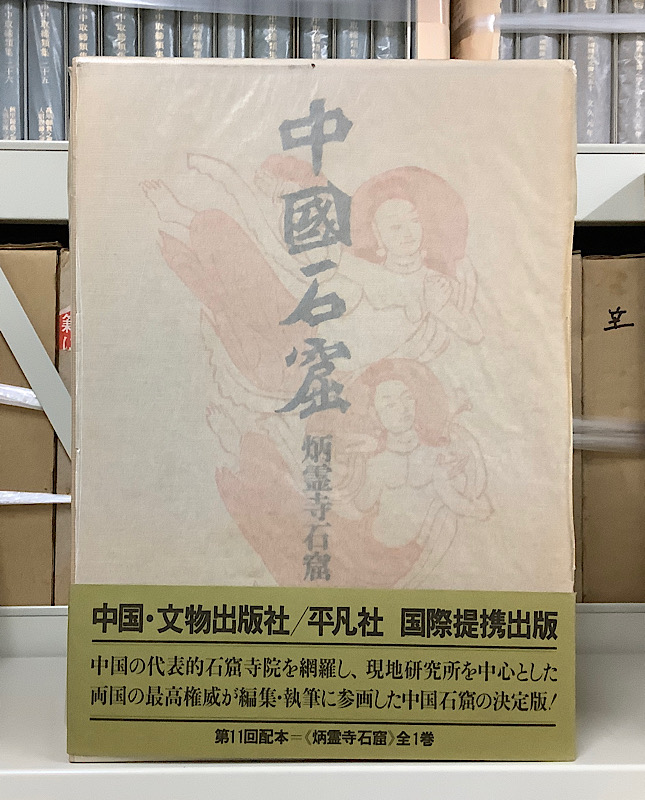 中國石窟
炳霊寺石窟
中国・文物出版社/平凡社 国際提携出版
中国の代表的石窟寺院を網羅し、現地研究所を中心とした
両国の最高権威が編集・執筆に参画した中国石窟の決定版!
第11回配本=《炳霊寺石窟》全1巻